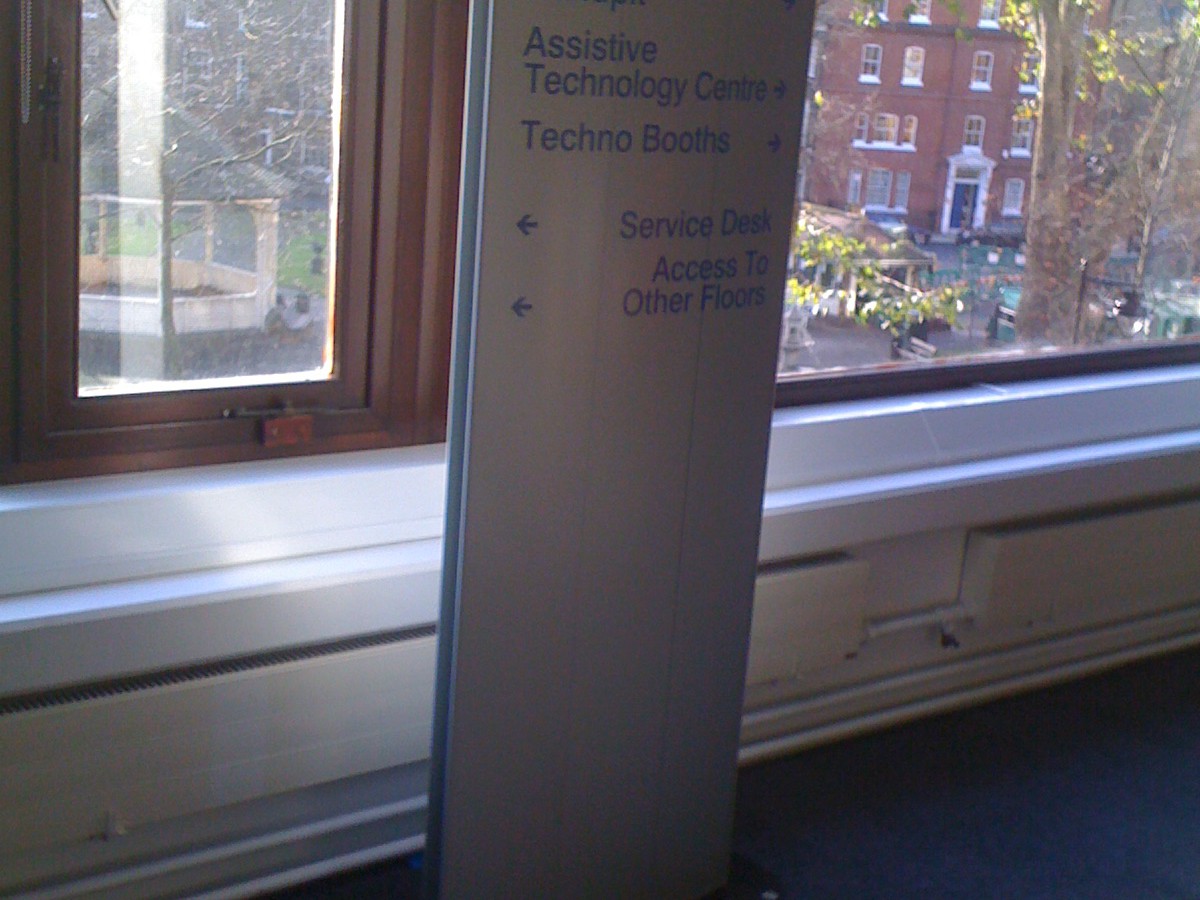 Assistive
Technology Centre →
Techno Booths →
← Service Desk
Access To
← Other Floors